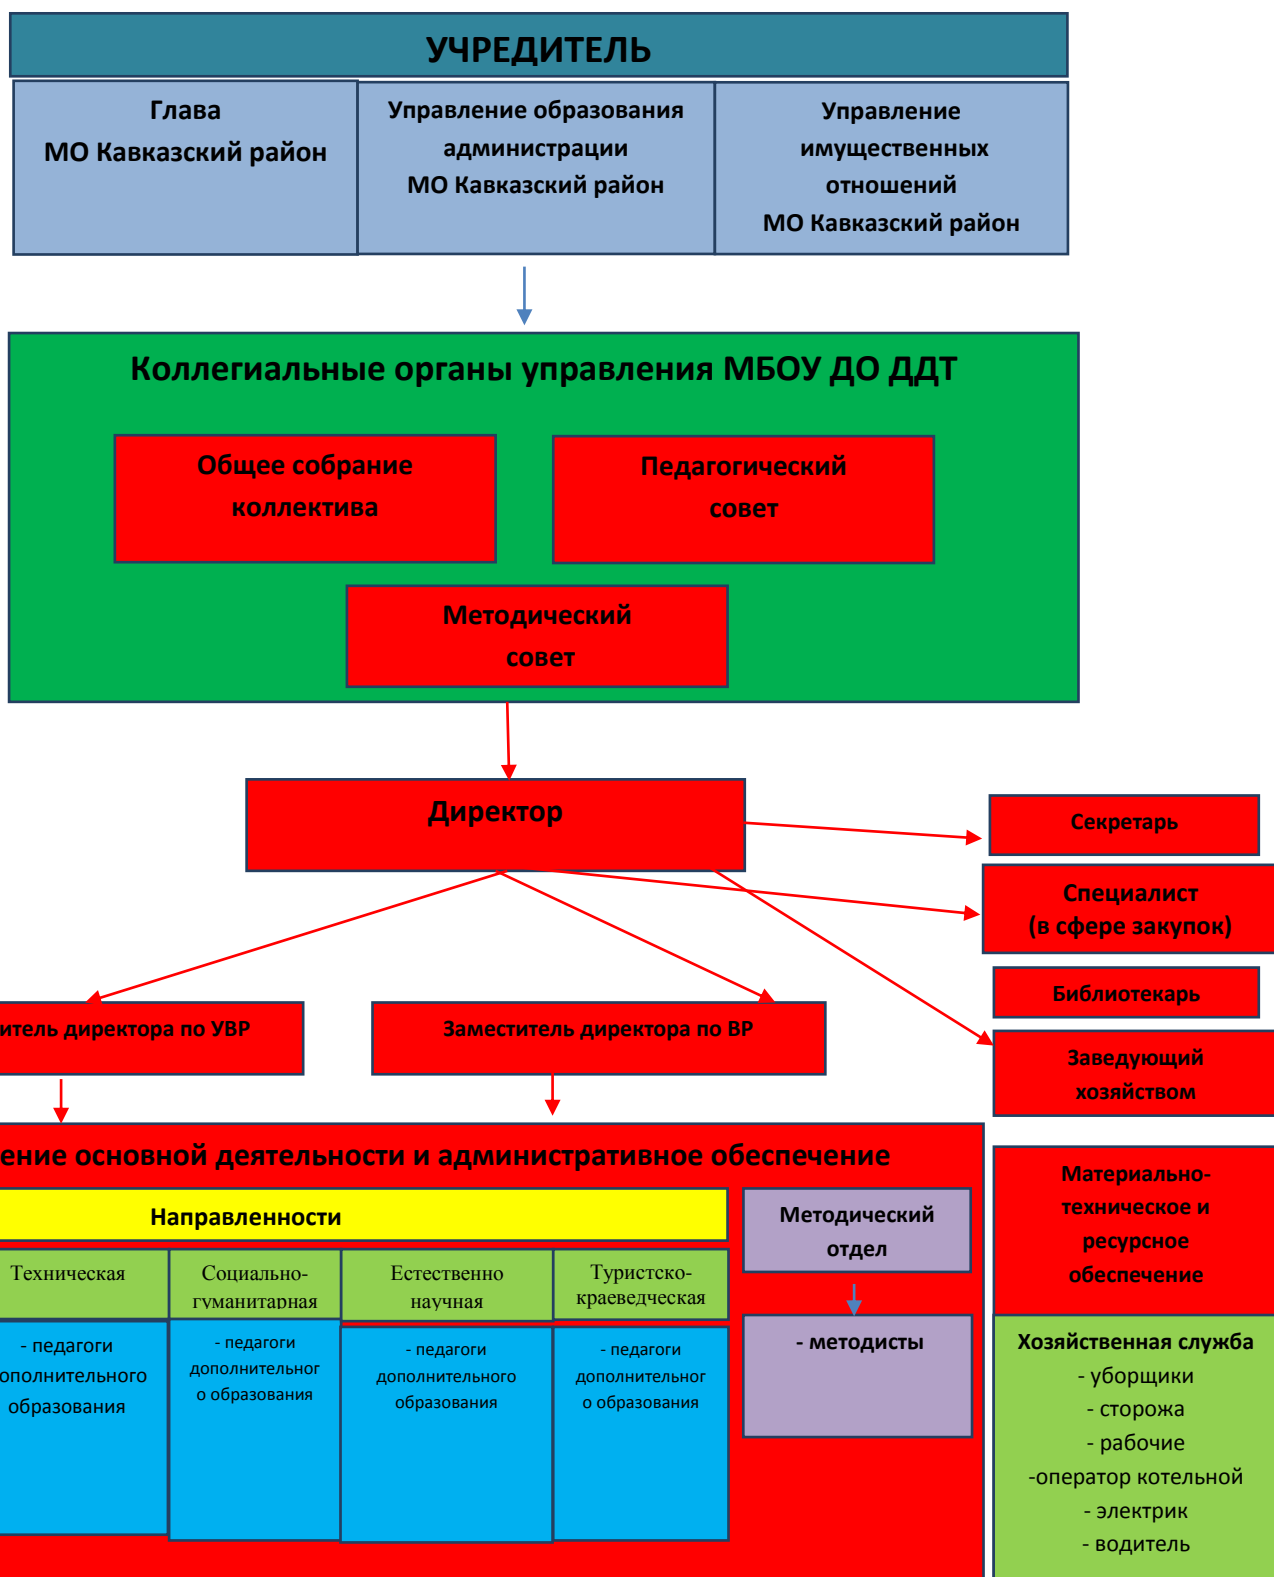 УЧРЕДИТЕЛЬ
Глава
МО Кавказский район
Управление образования
администрации
МО Кавказский район
Управление
имущественных
отношений
МО Кавказский район
Коллегиальные органы управления МБОУ ДО ДДТ
Общее собрание
коллектива
Педагогический
совет
Методический
совет
Директор
Секретарь
Специалист
(в сфере закупок)
Библиотекарь
Заведующий
хозяйством
итель директора по УВР
Заместитель директора по ВР
ение основной деятельности и административное обеспечение
Направленности
Техническая
Социально-
гуманитарная
Естественно
научная
Туристско-
краеведческая
- педагоги
ополнительного
образования
- педагоги
дополнительног
о образования
- педагоги
дополнительного
образования
- педагоги
дополнительног
о образования
Методический
отдел
- методисты
Материально-
техническое и
ресурсное
обеспечение
Хозяйственная служба
- уборщики
- сторожа
- рабочие
-оператор котельной
- электрик
- водитель